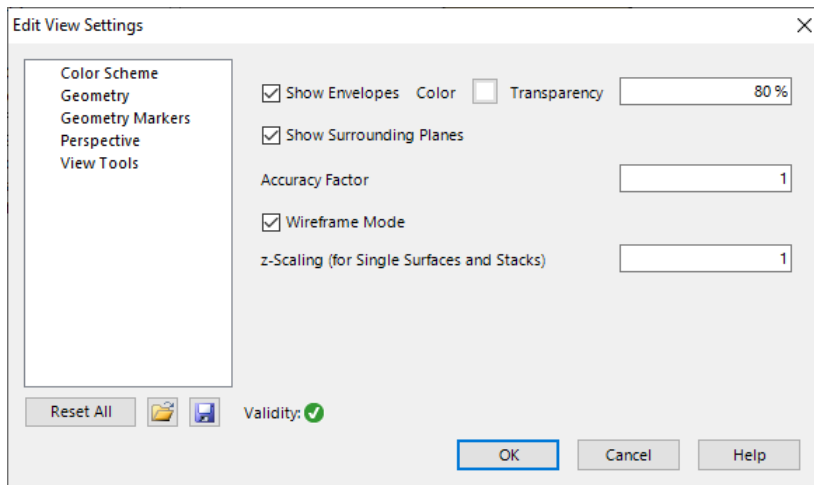 Edit View Settings
Color Scheme
Geometry
Geometry Markers
Perspective
View Tools
Show Envelopes Color Transparency 80 %
Show Surrounding Planes
Accuracy Factor 1
Wireframe Mode
z-Scaling (for Single Surfaces and Stacks) 1
Reset All Validity:
OK Cancel Help